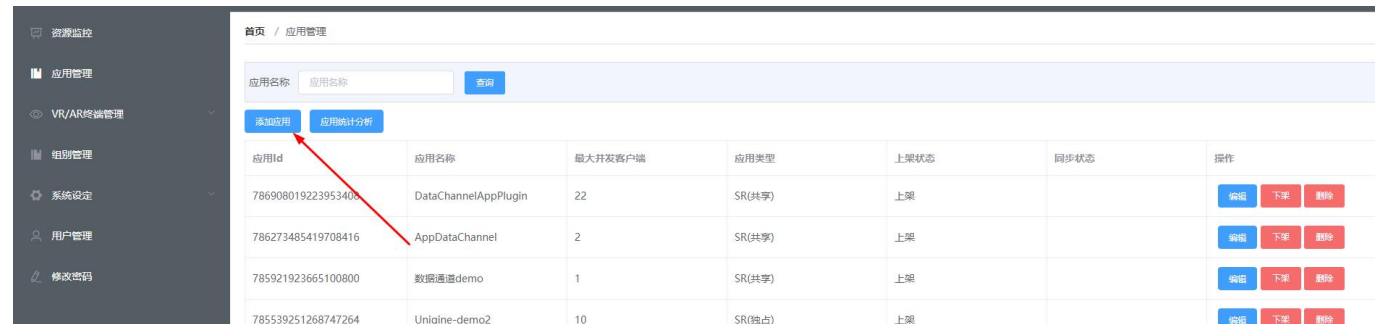 资源监控
应用管理
VR/AR终端管理
组别管理
系统设定
用户管理
修改密码
首页 / 应用管理
应用名称 应用名称 查询
添加应用 应用统计分析
应用Id 应用名称 最大并发客户端 应用类型 上架状态 同步状态 操作
786908019223953408 DataChannelAppPlugin 22 SR(共享) 上架 编辑 下架 删除
786273485419708416 AppDataChannel 2 SR(共享) 上架 编辑 下架 删除
785921923665100800 数据通道demo 1 SR(共享) 上架 编辑 下架 删除
785539251268747264 Unigine-demo2 10 SR(独占) 上架 编辑 下架 删除